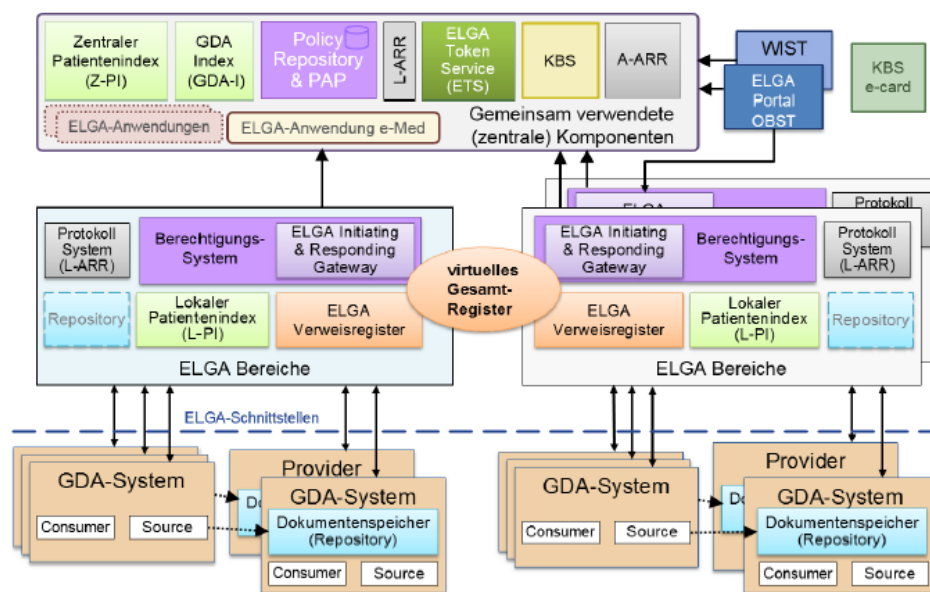 Zentraler
Patientenindex
(Z-PI)
GDA
Index
(GDA-I)
Policy
Repository
& PAP
L-ARR
ELGA
Token
Service
(ETS)
KBS
A-ARR
WIST
ELGA
Portal
OBST
KBS
e-card
ELGA-Anwendungen
ELGA-Anwendung e-Med
Gemeinsam verwendete
(zentrale) Komponenten
Protokoll
System
(L-ARR)
Berechtigungs-
System
ELGA Initiating
& Responding
Gateway
Repository
Lokaler
Patientenindex
(L-PI)
ELGA
Verweisregister
ELGA Bereiche
virtuelles
Gesamt-
Register
ELGA
Protokoll
ELGA Initiating
& Responding
Gateway
Berechtigungs-
System
Protokoll
System
(L-ARR)
ELGA
Verweisregister
Lokaler
Patientenindex
(L-PI)
Repository
ELGA Bereiche
ELGA-Schnittstellen
GDA-System
Consumer
Source
Provider
Do
GDA-System
Dokumentenspeicher
(Repository)
Consumer
Source
GDA-System
Consumer
Source
Provider
Do
GDA-System
Dokumentenspeicher
(Repository)
Consumer
Source